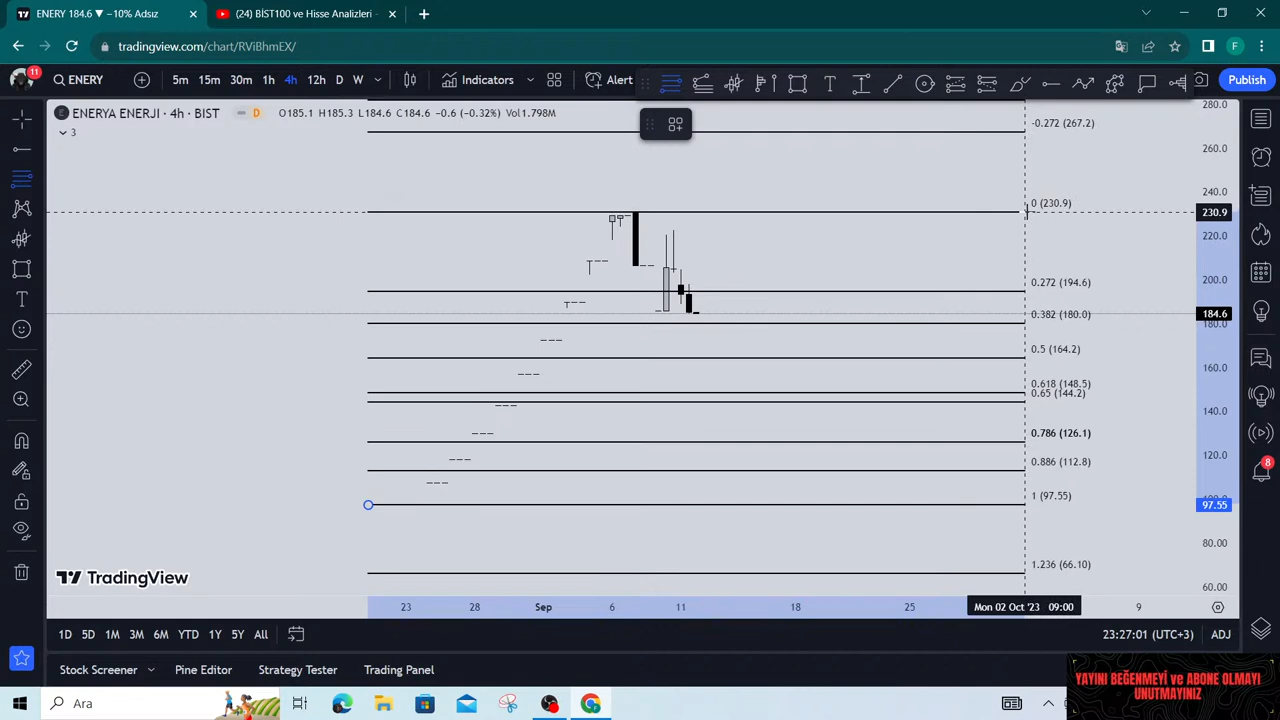 ENERY 184.6 ▼ −10% Adsız
(24) BİST100 ve Hisse Analizleri -
tradingview.com/chart/RViBhmEX/
F
11
ENERY
5m 15m 30m 1h 4h 12h D W
Indicators
Alert
Publish
ENERYA ENERJI · 4h · BIST
D
O185.1 H185.3 L184.6 C184.6 −0.6 (−0.32%) Vol1.798M
3
280.0
-0.272 (267.2)
260.0
240.0
0 (230.9)
230.9
220.0
0.272 (194.6)
200.0
0.382 (180.0)
184.6
180.0
0.5 (164.2)
160.0
0.618 (148.5)
0.65 (144.2)
140.0
0.786 (126.1)
120.0
0.886 (112.8)
1 (97.55)
97.55
80.00
1.236 (66.10)
60.00
8
TradingView
23 28 Sep 6 11 18 25 Mon 02 Oct '23 09:00 9
1D 5D 1M 3M 6M YTD 1Y 5Y All
23:27:01 (UTC+3) ADJ
Stock Screener Pine Editor Strategy Tester Trading Panel
YAYINI BEĞENMEYİ ve ABONE OLMAYI
UNUTMAYINIZ
Ara